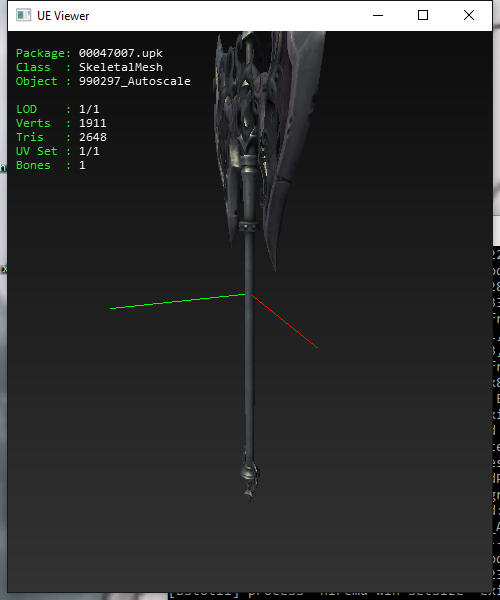 UE Viewer
Package: 00047007.upk
Class : SkeletalMesh
Object : 990297_Autoscale
LOD : 1/1
Verts : 1911
Tris : 2648
UV Set : 1/1
Bones : 1